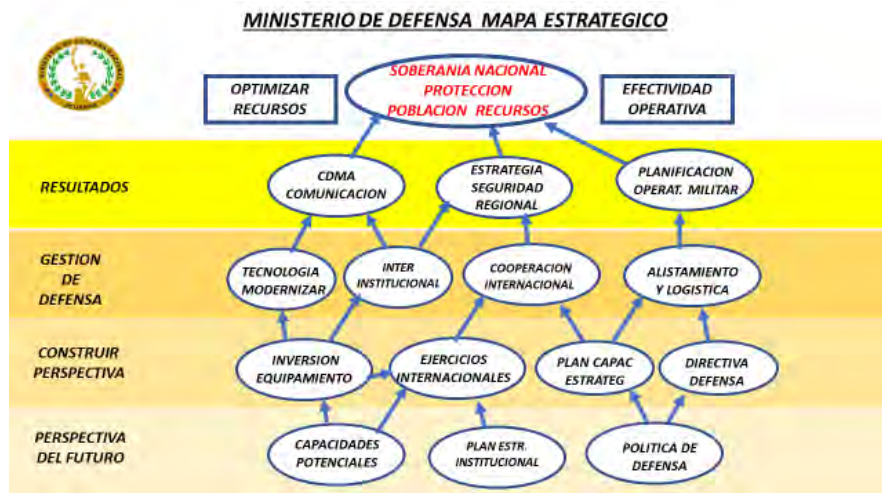 MINISTERIO DE DEFENSA MAPA ESTRATEGICO
OPTIMIZAR
RECURSOS
SOBERANIA NACIONAL
PROTECCION
POBLACION RECURSOS
EFECTIVIDAD
OPERATIVA
RESULTADOS
CDMA
COMUNICACION
ESTRATEGIA
SEGURIDAD
REGIONAL
PLANIFICACION
OPERAT. MILITAR
GESTION
DE
DEFENSA
TECNOLOGIA
MODERNIZAR
INTER
INSTITUCIONAL
COOPERACION
INTERNACIONAL
ALISTAMIENTO
Y LOGISTICA
CONSTRUIR
PERSPECTIVA
INVERSION
EQUIPAMIENTO
EJERCICIOS
INTERNACIONALES
PLAN CAPAC
ESTRATEG
DIRECTIVA
DEFENSA
PERSPECTIVA
DEL FUTURO
CAPACIDADES
POTENCIALES
PLAN ESTR.
INSTITUCIONAL
POLITICA DE
DEFENSA